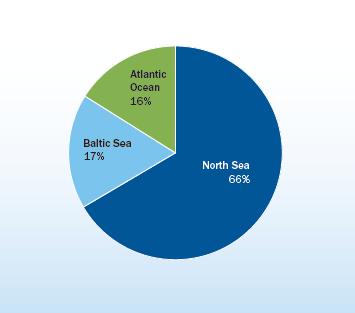 Atlantic
Ocean
16%
Baltic Sea
17%
North Sea
66%